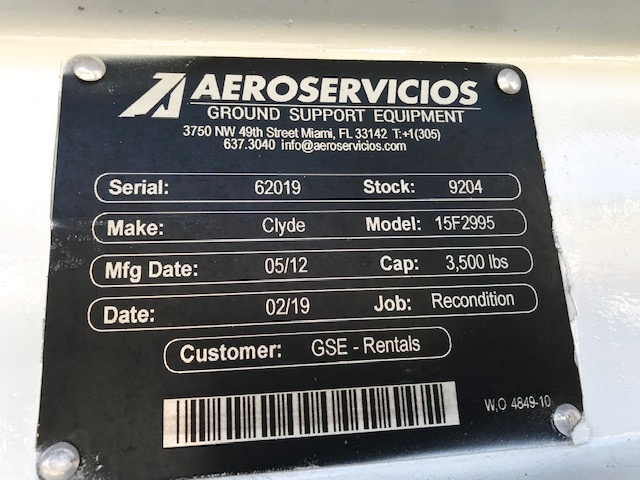 AEROSERVICIOS
GROUND SUPPORT EQUIPMENT
3750 NW 49th Street Miami, FL 33142 T:+1(305)
637.3040 info@aeroservicios.com
Serial: 62019 Stock: 9204
Make: Clyde Model: 15F2995
Mfg Date: 05/12 Cap: 3,500 lbs
Date: 02/19 Job: Recondition
Customer: GSE - Rentals
W.O 4849-10